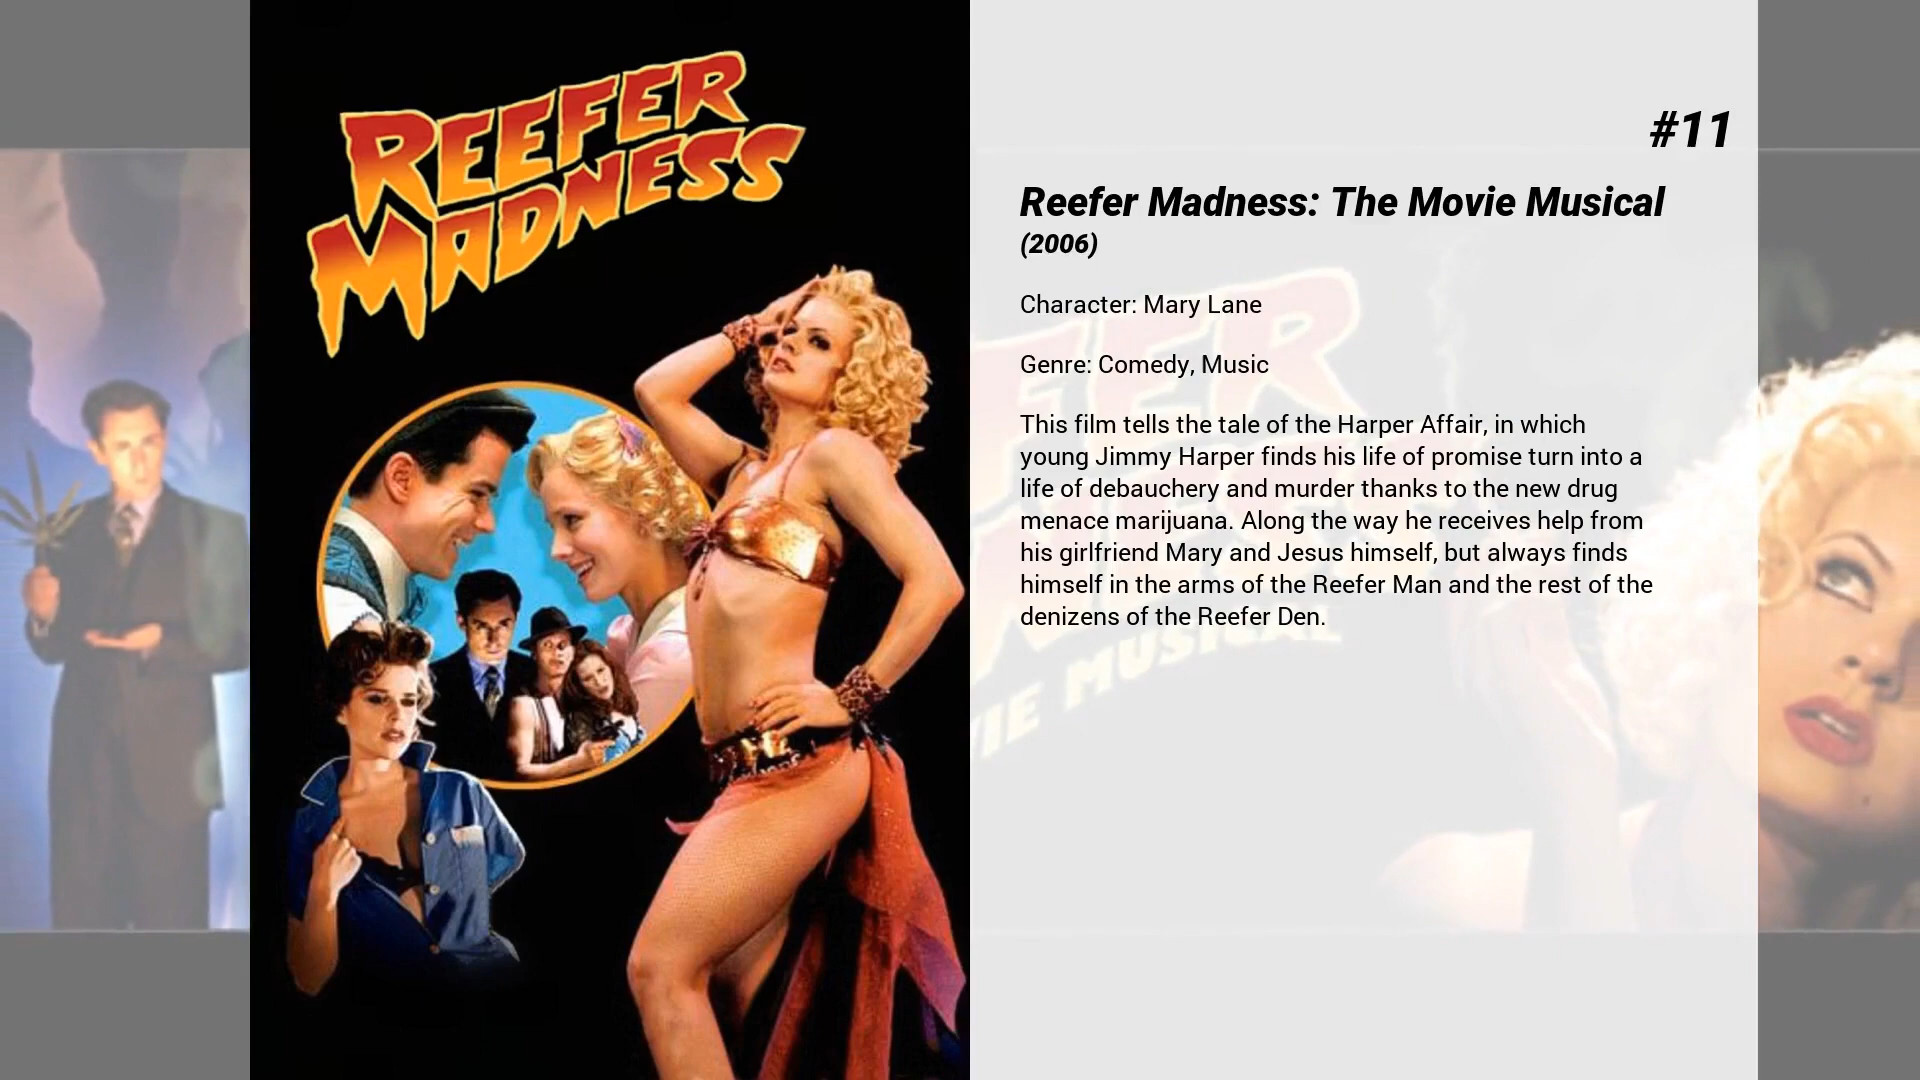 REEFER
MADNESS
#11
Reefer Madness: The Movie Musical
(2006)
Character: Mary Lane
Genre: Comedy, Music
This film tells the tale of the Harper Affair, in which
young Jimmy Harper finds his life of promise turn into a
life of debauchery and murder thanks to the new drug
menace marijuana. Along the way he receives help from
his girlfriend Mary and Jesus himself, but always finds
himself in the arms of the Reefer Man and the rest of the
denizens of the Reefer Den.
MUSICAL